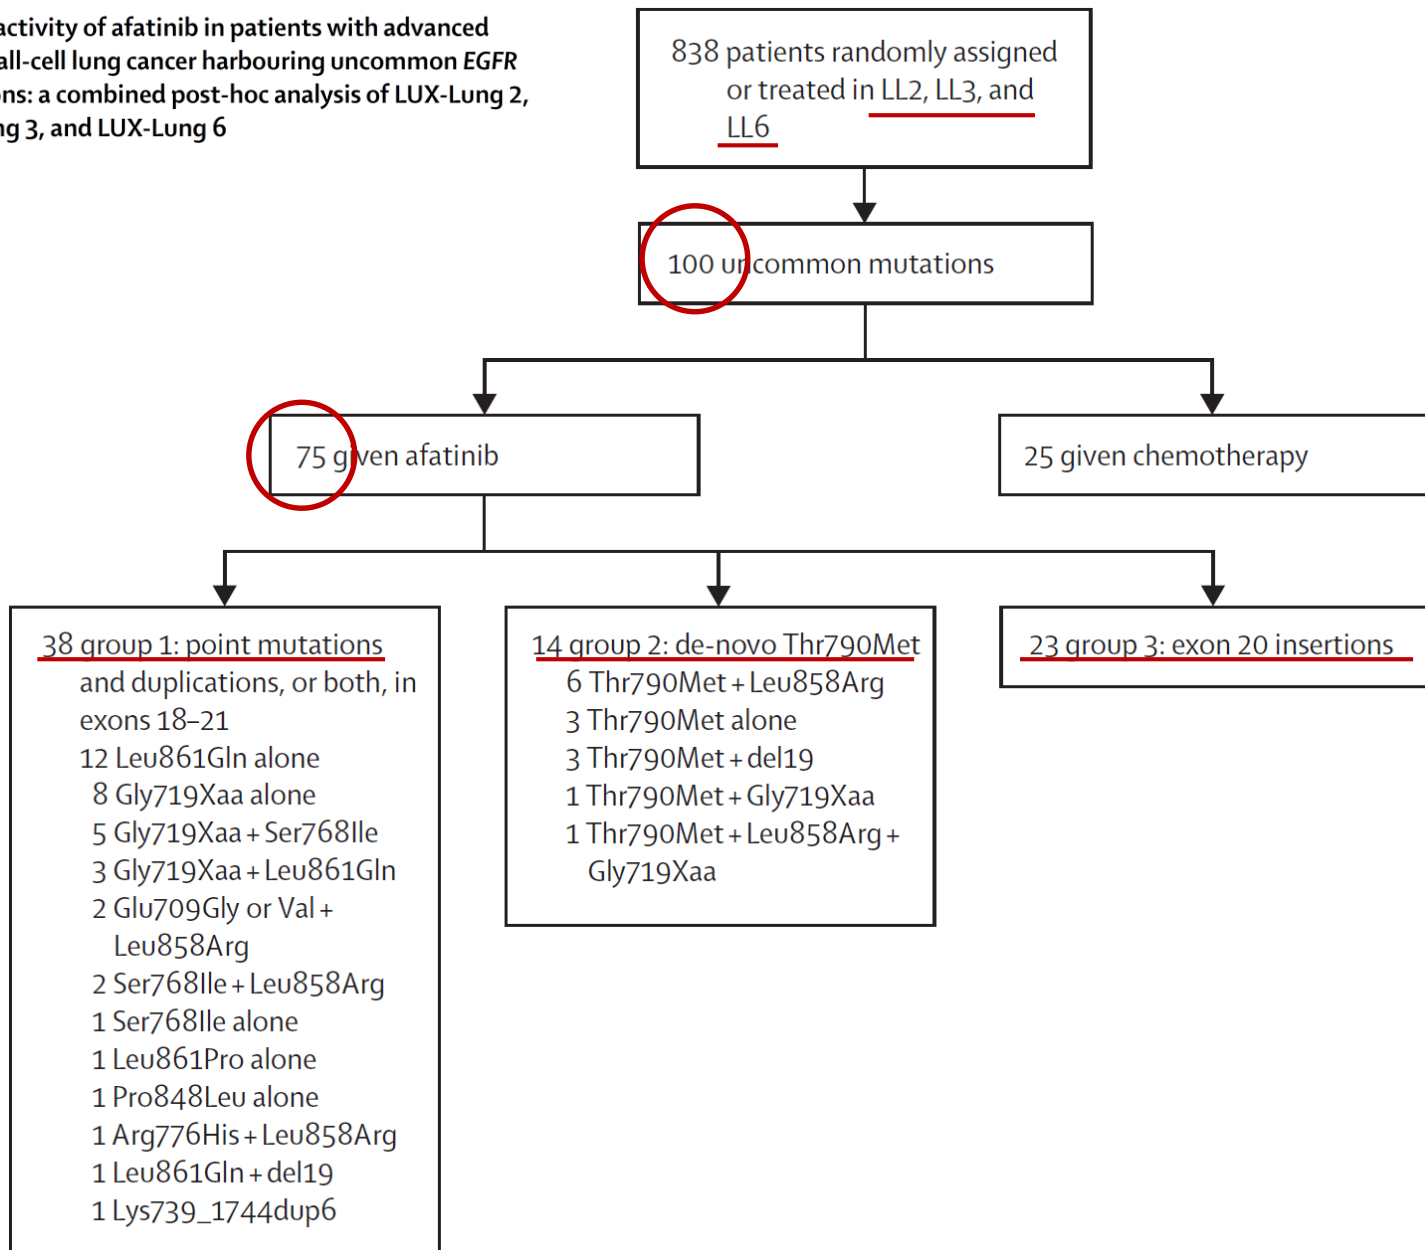 activity of afatinib in patients with advanced
all-cell lung cancer harbouring uncommon EGFR
ons: a combined post-hoc analysis of LUX-Lung 2,
ng 3, and LUX-Lung 6
838 patients randomly assigned
or treated in LL2, LL3, and
LL6
100 uncommon mutations
75 given afatinib
25 given chemotherapy
38 group 1: point mutations
and duplications, or both, in
exons 18–21
12 Leu861Gln alone
8 Gly719Xaa alone
5 Gly719Xaa + Ser768Ile
3 Gly719Xaa + Leu861Gln
2 Glu709Gly or Val +
Leu858Arg
2 Ser768Ile + Leu858Arg
1 Ser768Ile alone
1 Leu861Pro alone
1 Pro848Leu alone
1 Arg776His + Leu858Arg
1 Leu861Gln + del19
1 Lys739_1744dup6
14 group 2: de-novo Thr790Met
6 Thr790Met + Leu858Arg
3 Thr790Met alone
3 Thr790Met + del19
1 Thr790Met + Gly719Xaa
1 Thr790Met + Leu858Arg +
Gly719Xaa
23 group 3: exon 20 insertions